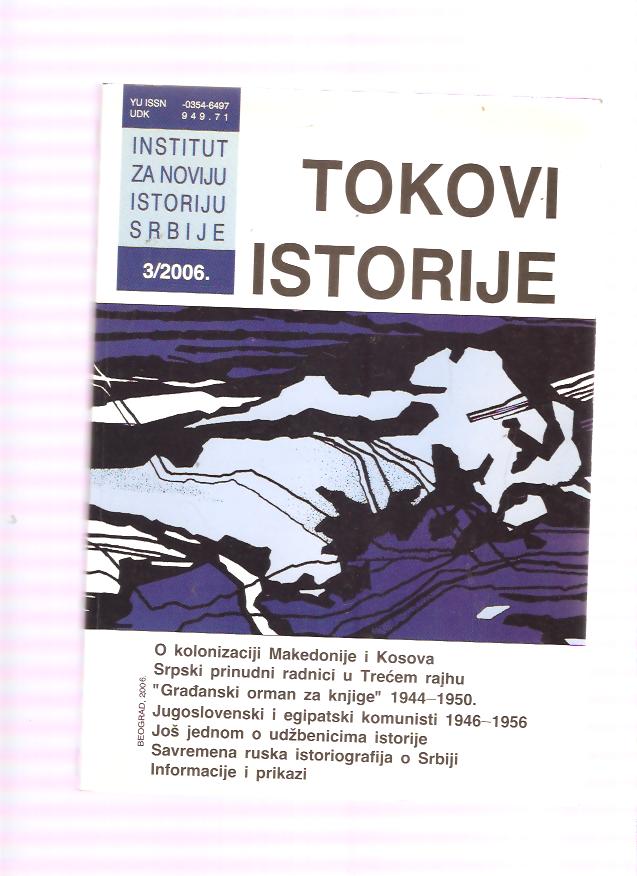 YU ISSN -0354-6497
UDK 949.71
INSTITUT
ZA NOVIJU
ISTORIJU
SRBIJE
3/2006.
TOKOVI
ISTORIJE
O kolonizaciji Makedonije i Kosova
Srpski prinudni radnici u Trećem rajhu
"Građanski orman za knjige" 1944–1950.
Jugoslovenski i egipatski komunisti 1946–1956
Još jednom o udžbenicima istorije
Savremena ruska istoriografija o Srbiji
Informacije i prikazi
BEOGRAD, 2006.